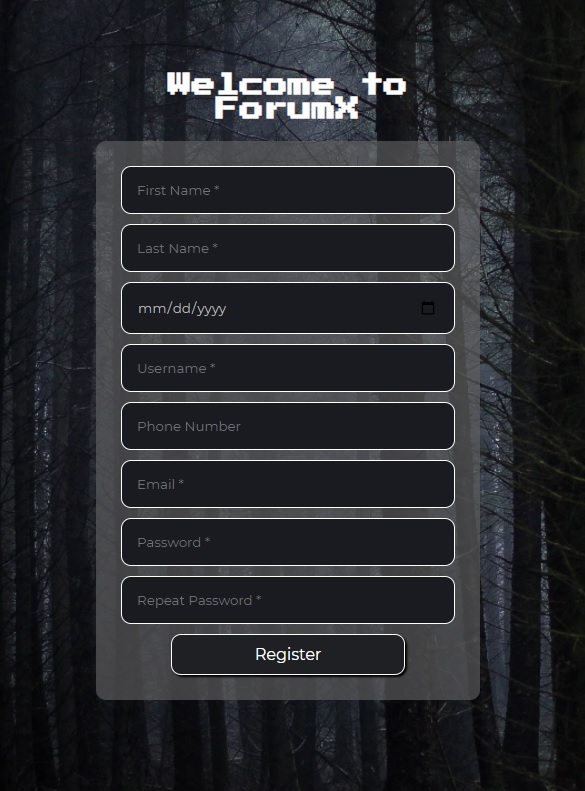 Welcome to
ForumX
First Name *
Last Name *
mm/dd/yyyy
Username *
Phone Number
Email *
Password *
Repeat Password *
Register